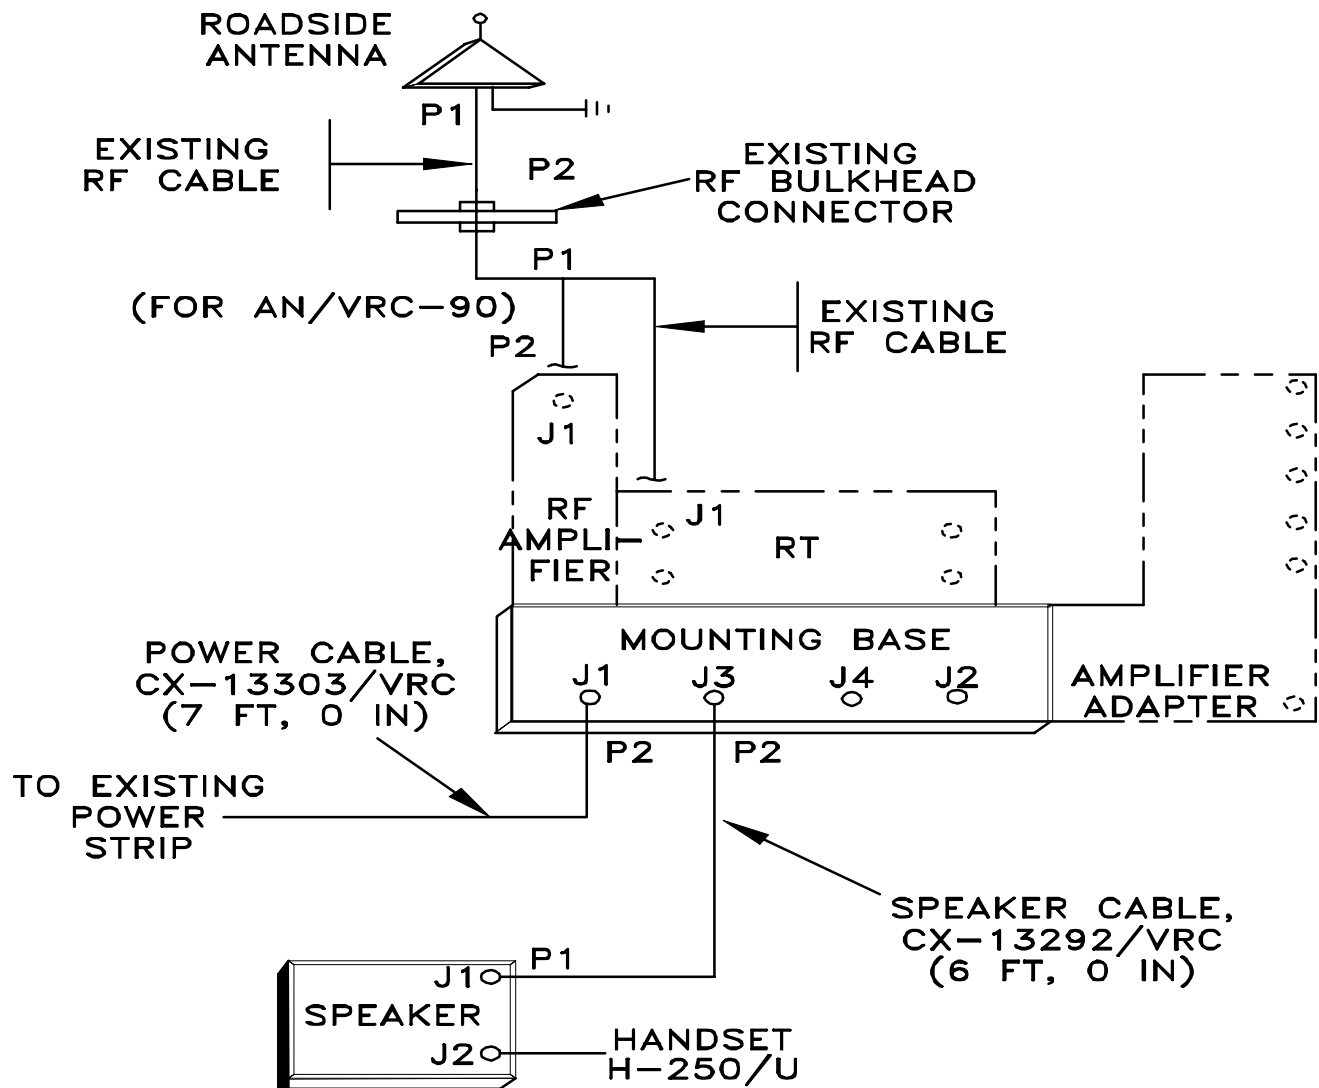 ROADSIDE
ANTENNA
P1
EXISTING
RF CABLE
P2
EXISTING
RF BULKHEAD
CONNECTOR
P1
(FOR AN/VRC-90)
EXISTING
RF CABLE
P2
J1
RF
AMPLI-
FIER
J1
RT
MOUNTING BASE
J1
J3
J4
J2
AMPLIFIER
ADAPTER
POWER CABLE,
CX-13303/VRC
(7 FT, 0 IN)
P2
P2
TO EXISTING
POWER
STRIP
SPEAKER CABLE,
CX-13292/VRC
(6 FT, 0 IN)
P1
J1
SPEAKER
J2
HANDSET
H-250/U